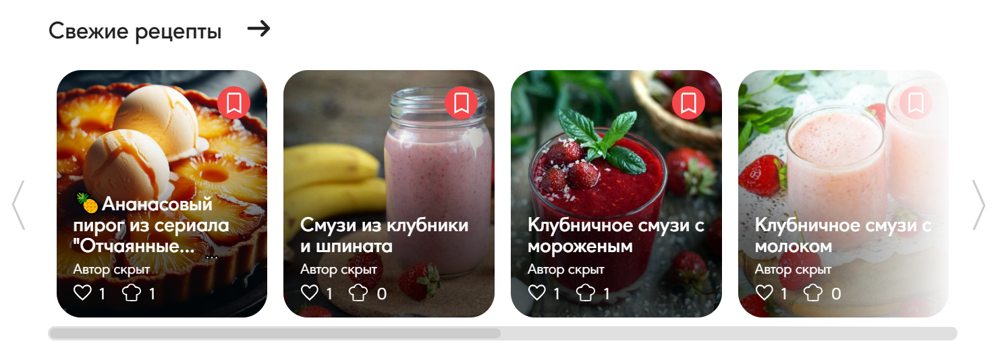 Свежие рецепты
🍍 Ананасовый
пирог из сериала
"Отчаянные...
...
Автор скрыт
1 1
Смузи из клубники
и шпината
Автор скрыт
1 0
Клубничное смузи с
мороженым
Автор скрыт
1 1
Клубничное смузи с
молоком
Автор скрыт
1 0